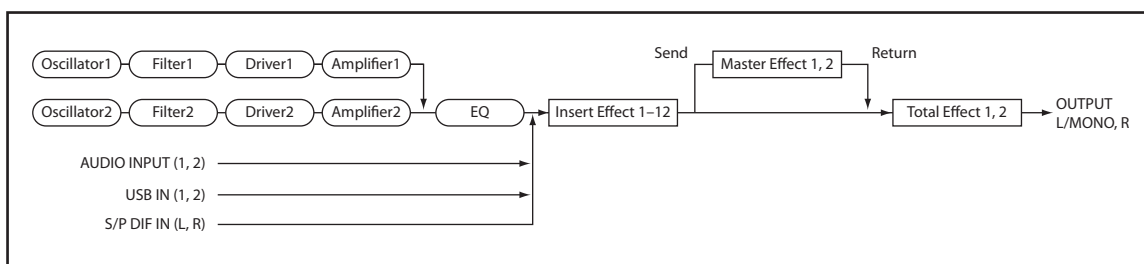 Oscillator1 Filter1 Driver1 Amplifier1
Send Master Effect 1, 2 Return
Oscillator2 Filter2 Driver2 Amplifier2 EQ Insert Effect 1–12 Total Effect 1, 2 OUTPUT
L/MONO, R
AUDIO INPUT (1, 2)
USB IN (1, 2)
S/P DIF IN (L, R)